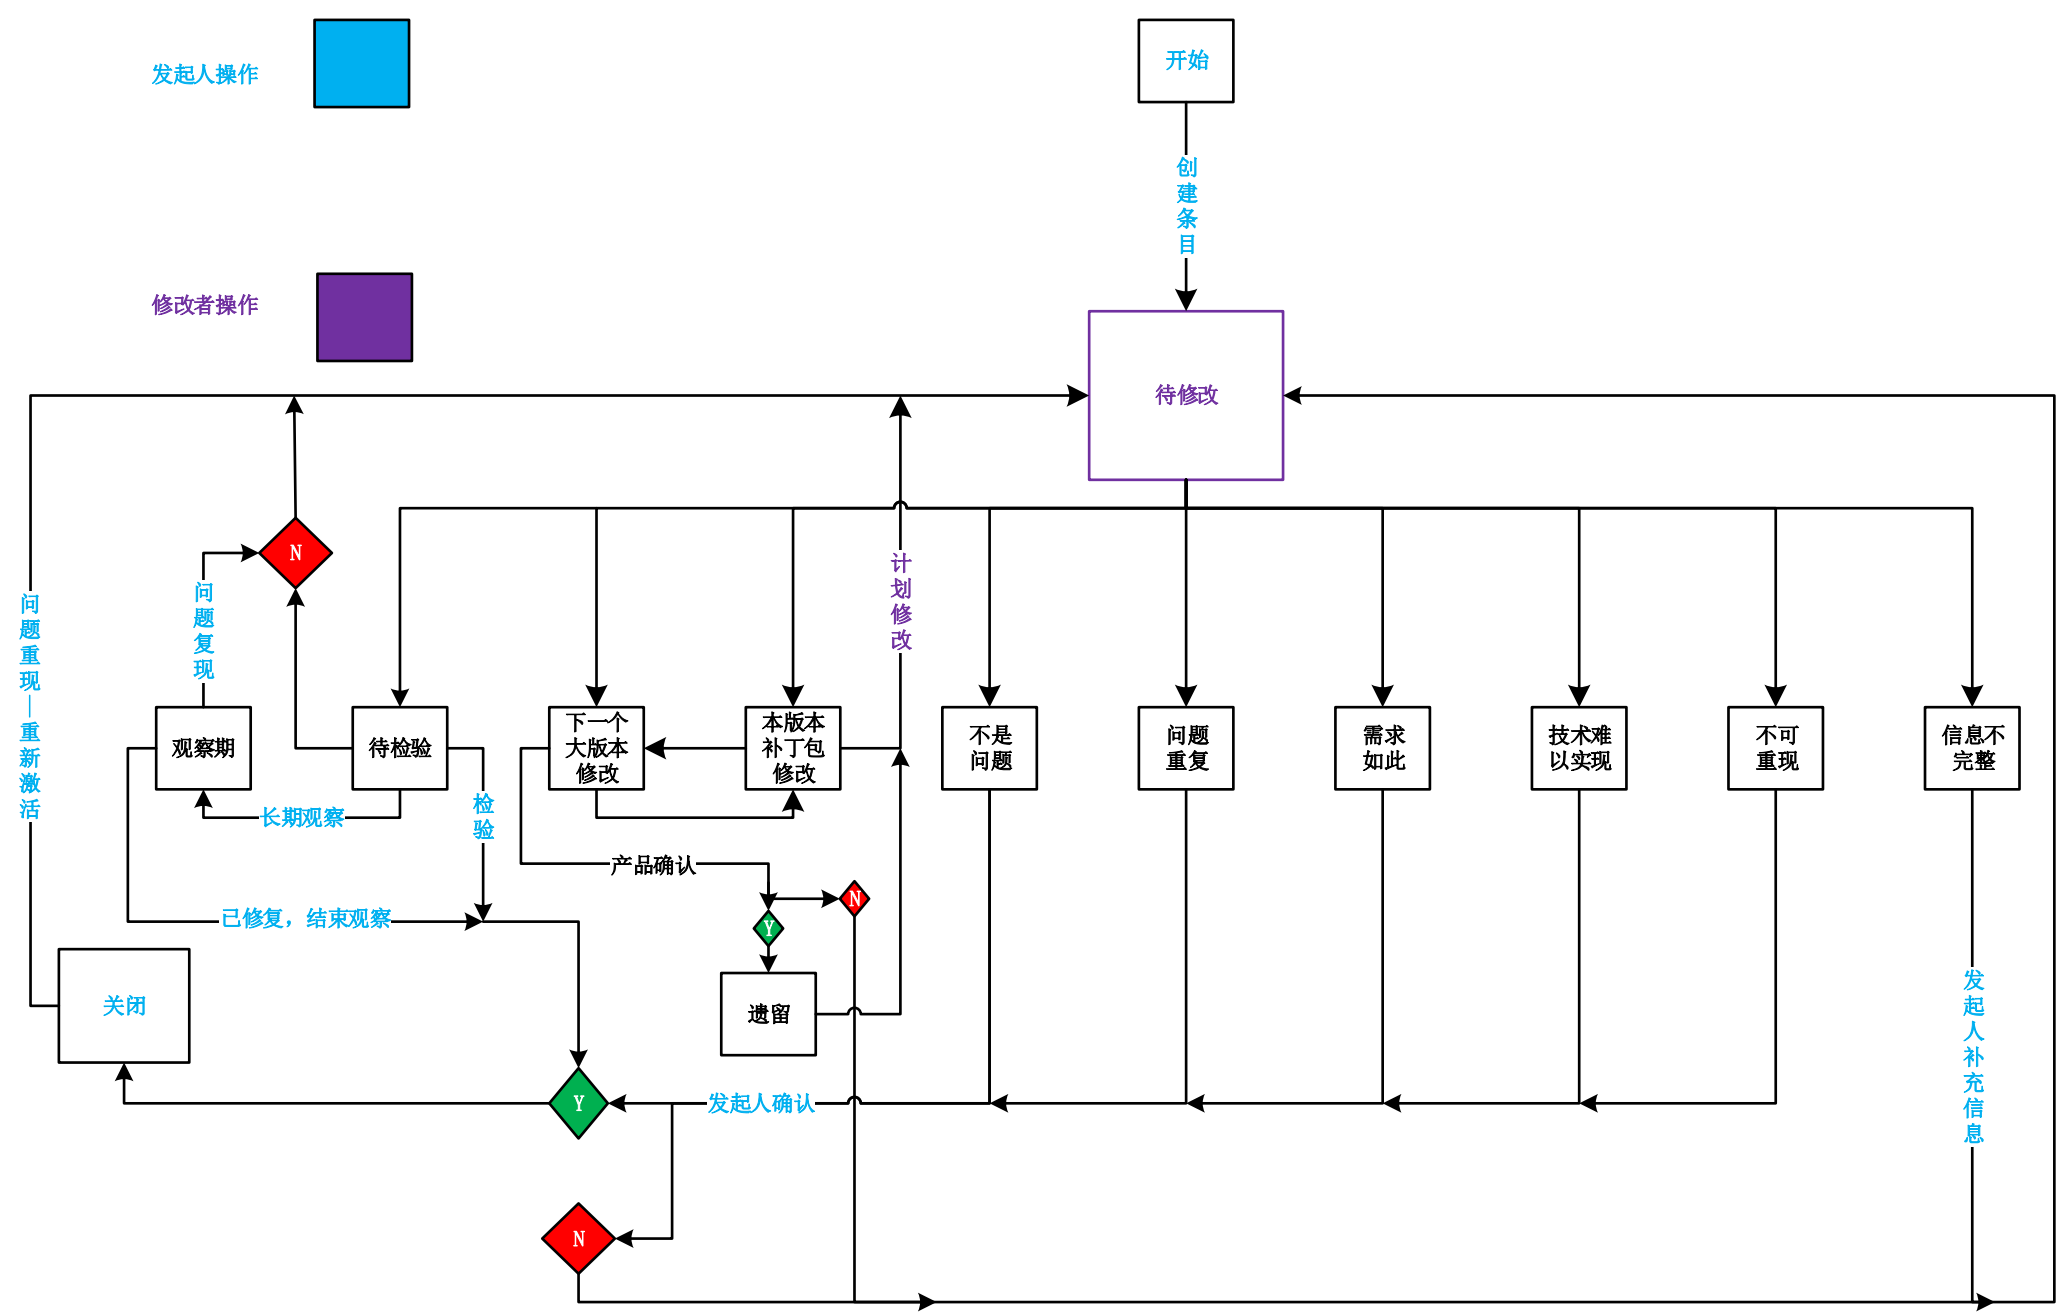 发起人操作
开始
创建条目
修改者操作
待修改
N
计划修改
问题复现
问题重现—重新激活
观察期
待检验
下一个
大版本
修改
本版本
补丁包
修改
不是
问题
问题
重复
需求
如此
技术难
以实现
不可
重现
信息不
完整
长期观察
检验
产品确认
N
已修复，结束观察
Y
关闭
遗留
发起人补充信息
Y
发起人确认
N